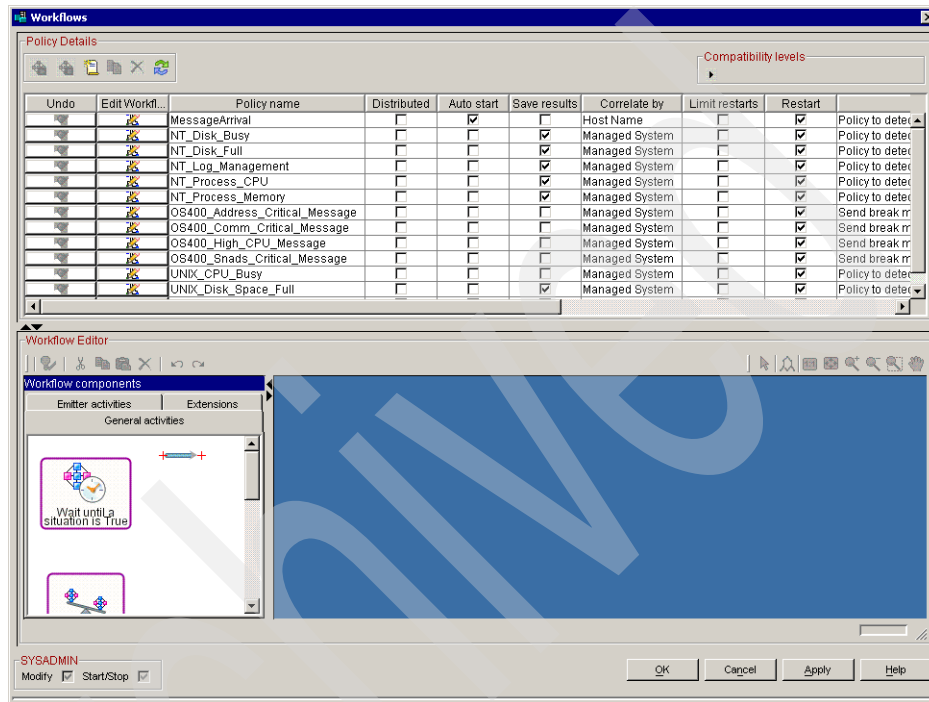 Workflows
Policy Details
Compatibility levels
Undo Edit Workfl... Policy name Distributed Auto start Save results Correlate by Limit restarts Restart
MessageArrival Host Name Policy to detec
NT_Disk_Busy Managed System Policy to detec
NT_Disk_Full Managed System Policy to detec
NT_Log_Management Managed System Policy to detec
NT_Process_CPU Managed System Policy to detec
NT_Process_Memory Managed System Policy to detec
OS400_Address_Critical_Message Managed System Send break m
OS400_Comm_Critical_Message Managed System Send break m
OS400_High_CPU_Message Managed System Send break m
OS400_Snads_Critical_Message Managed System Send break m
UNIX_CPU_Busy Managed System Policy to detec
UNIX_Disk_Space_Full Managed System Policy to detec
Workflow Editor
Workflow components
Emitter activities Extensions
General activities
Wait until a
situation is True
SYSADMIN
Modify Start/Stop
OK Cancel Apply Help